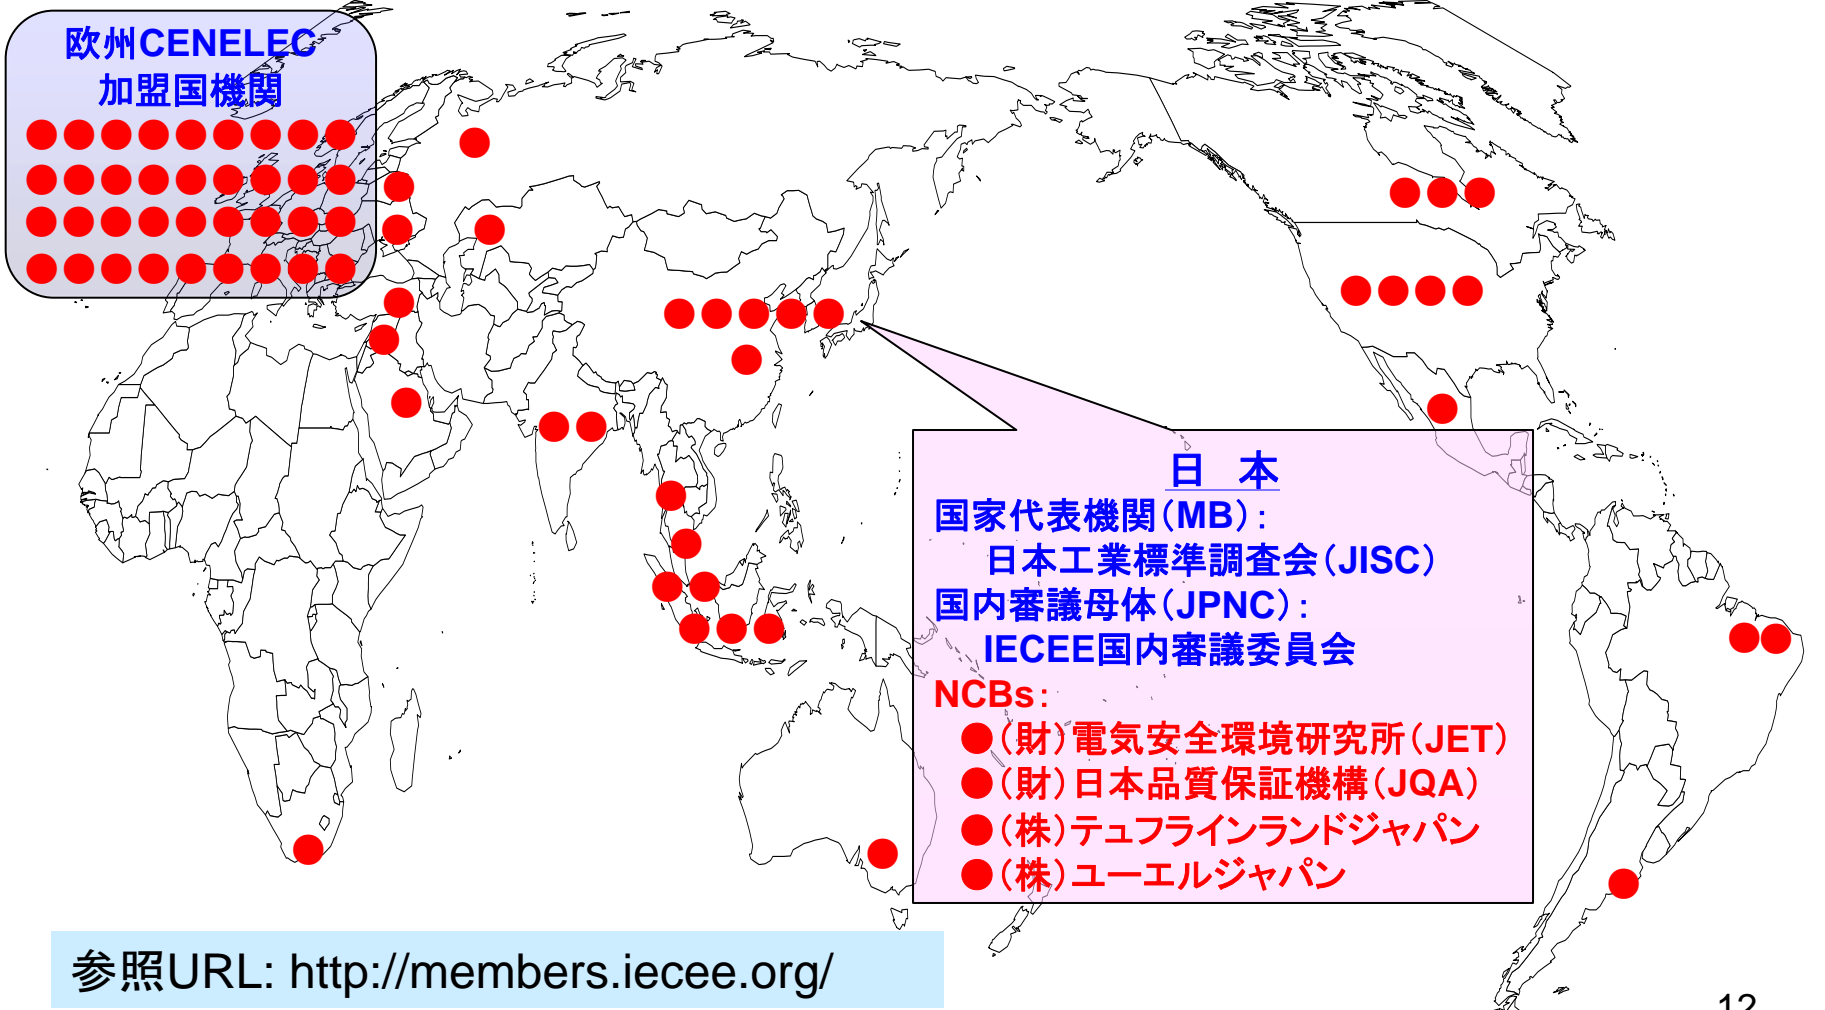 欧州CENELEC
加盟国機関
日 本
国家代表機関(MB):
日本工業標準調査会(JISC)
国内審議母体(JPNC):
IECEE国内審議委員会
NCBs:
●(財)電気安全環境研究所(JET)
●(財)日本品質保証機構(JQA)
●(株)テュフラインランドジャパン
●(株)ユーエルジャパン
参照URL: http://members.iecee.org/
12